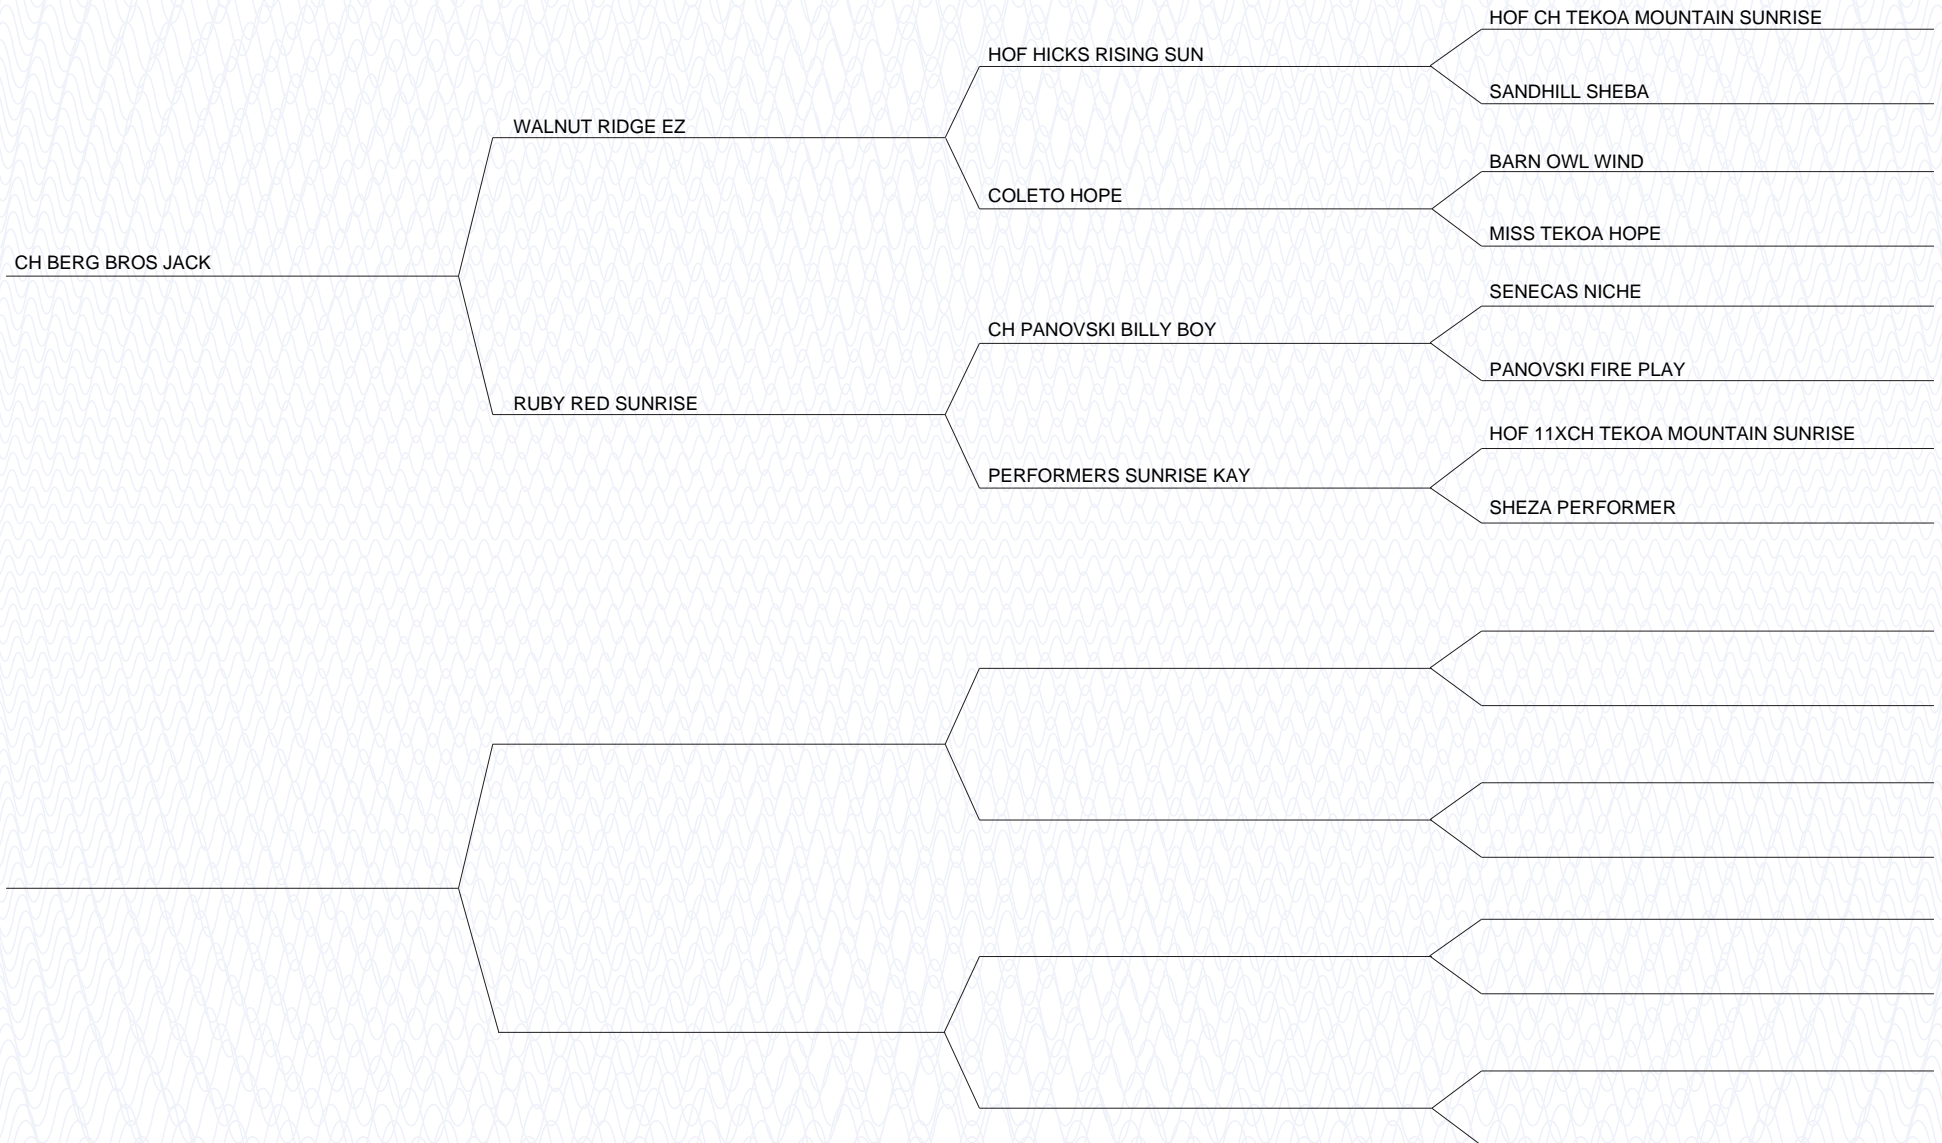 HOF CH TEKOA MOUNTAIN SUNRISE
HOF HICKS RISING SUN
SANDHILL SHEBA
WALNUT RIDGE EZ
BARN OWL WIND
COLETO HOPE
MISS TEKOA HOPE
CH BERG BROS JACK
SENECAS NICHE
CH PANOVSKI BILLY BOY
PANOVSKI FIRE PLAY
RUBY RED SUNRISE
HOF 11XCH TEKOA MOUNTAIN SUNRISE
PERFORMERS SUNRISE KAY
SHEZA PERFORMER